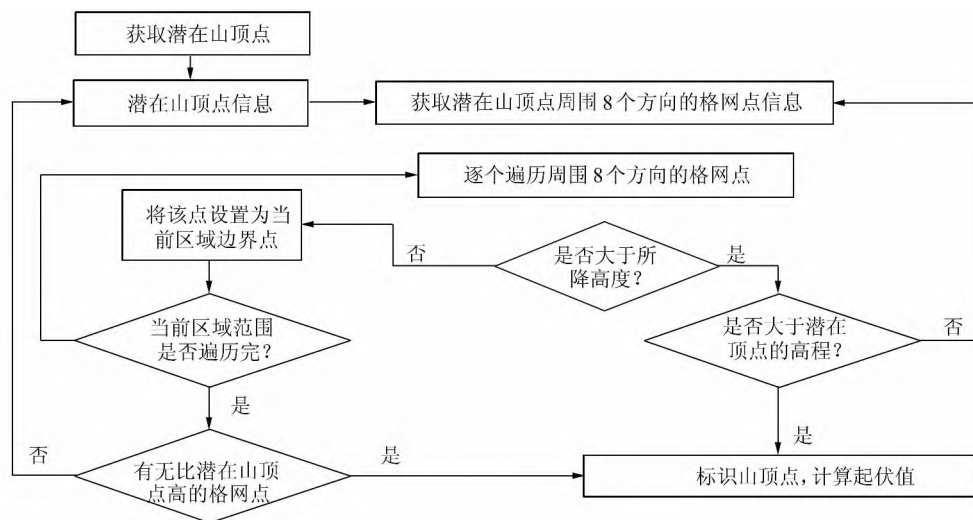 获取潜在山顶点
潜在山顶点信息
获取潜在山顶点周围8个方向的格网点信息
逐个遍历周围8个方向的格网点
将该点设置为当
前区域边界点
否
是否大于所
降高度？
是
当前区域范围
是否遍历完？
是否大于潜在
顶点的高程？
否
是
是
否
有无比潜在山顶
点高的格网点
是
标识山顶点，计算起伏值